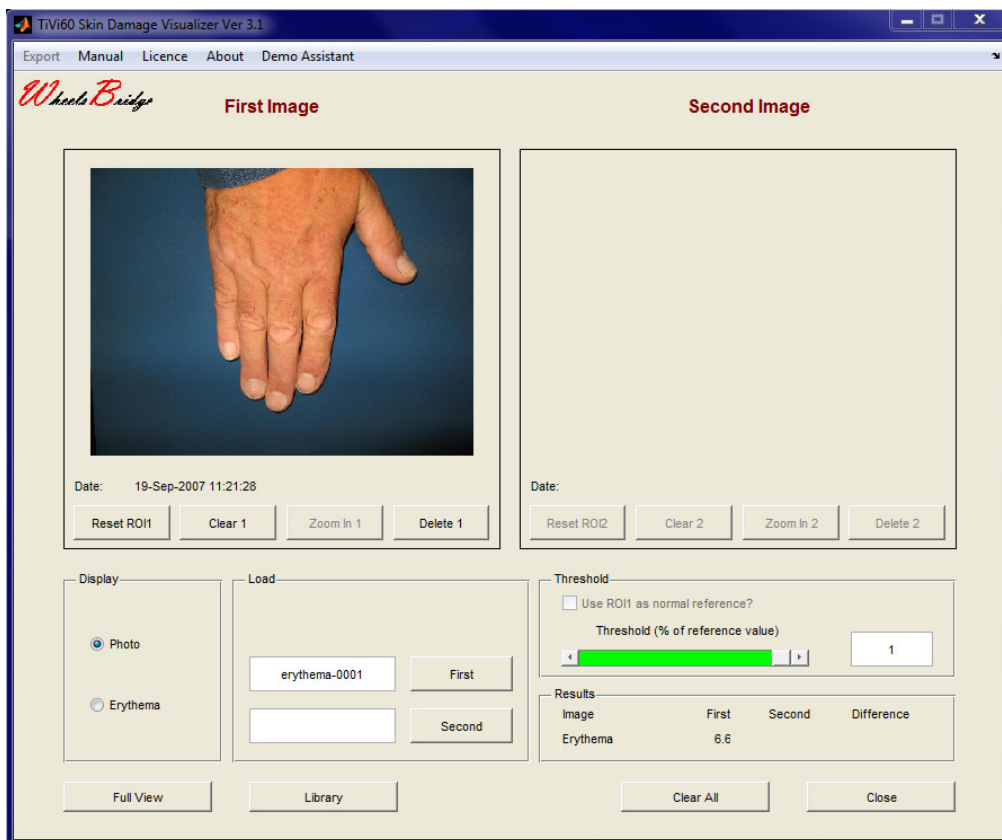 TiVi60 Skin Damage Visualizer Ver 3.1
Export Manual Licence About Demo Assistant
Wheels Bridge
First Image
Second Image
Date: 19-Sep-2007 11:21:28
Reset ROI1 Clear 1 Zoom In 1 Delete 1
Date:
Reset ROI2 Clear 2 Zoom In 2 Delete 2
Display
Photo
Erythema
Load
erythema-0001 First
Second
Threshold
Use ROI1 as normal reference?
Threshold (% of reference value)
1
Results
Image First Second Difference
Erythema 6.6
Full View Library Clear All Close